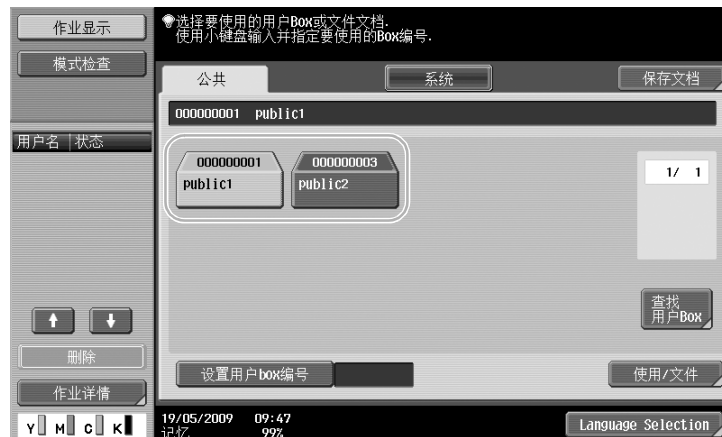 作业显示
模式检查
用户名 状态
删除
作业详情
Y M C K
选择要使用的用户Box或文件文档.
使用小键盘输入并指定要使用的Box编号.
公共
系统
保存文档
000000001 public1
000000001
public1
000000003
public2
1/ 1
查找
用户Box
设置用户box编号
使用/文件
19/05/2009 09:47
记忆 99%
Language Selection